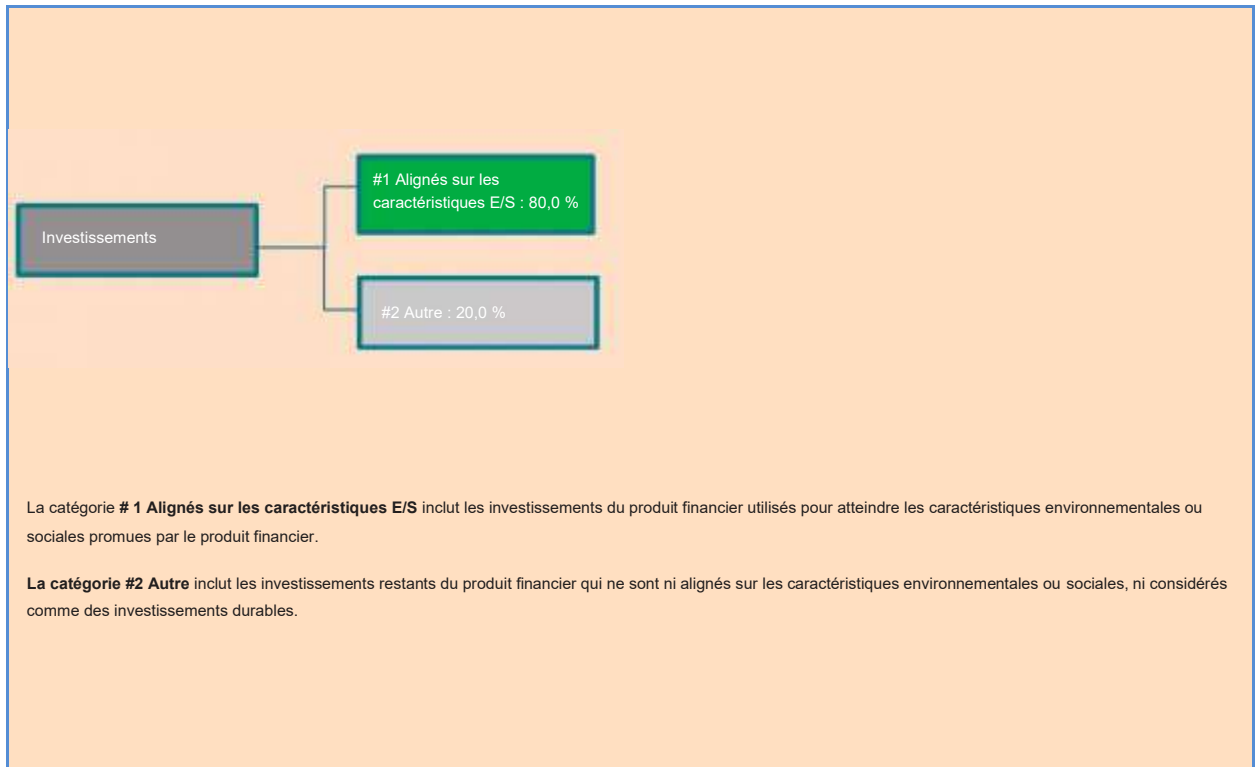 #1 Alignés sur les
caractéristiques E/S : 80,0 %
Investissements
#2 Autre : 20,0 %
La catégorie # 1 Alignés sur les caractéristiques E/S inclut les investissements du produit financier utilisés pour atteindre les caractéristiques environnementales ou
sociales promues par le produit financier.
La catégorie #2 Autre inclut les investissements restants du produit financier qui ne sont ni alignés sur les caractéristiques environnementales ou sociales, ni considérés
comme des investissements durables.